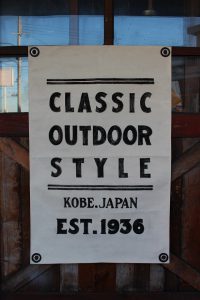 CLASSIC
OUTDOOR
STYLE
KOBE.JAPAN
EST.1936